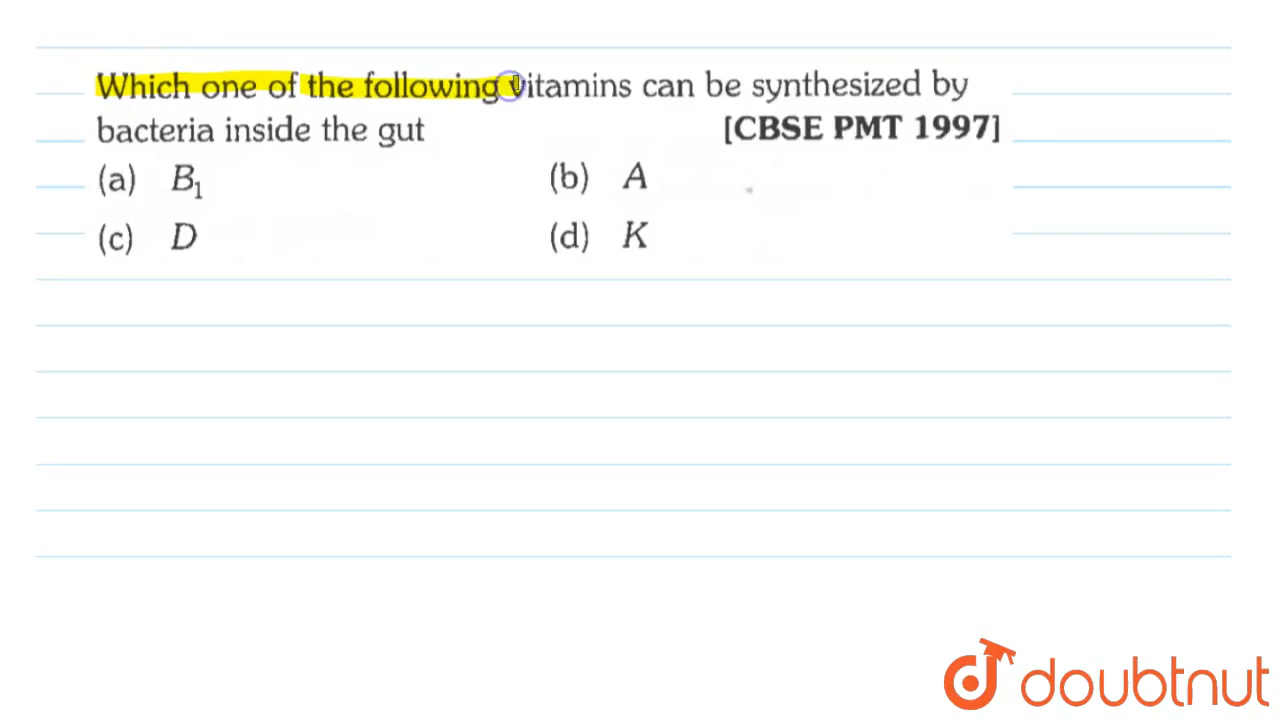 Which one of the following vitamins can be synthesized by
bacteria inside the gut [CBSE PMT 1997]
(a) B₁ (b) A
(c) D (d) K
doubtnut